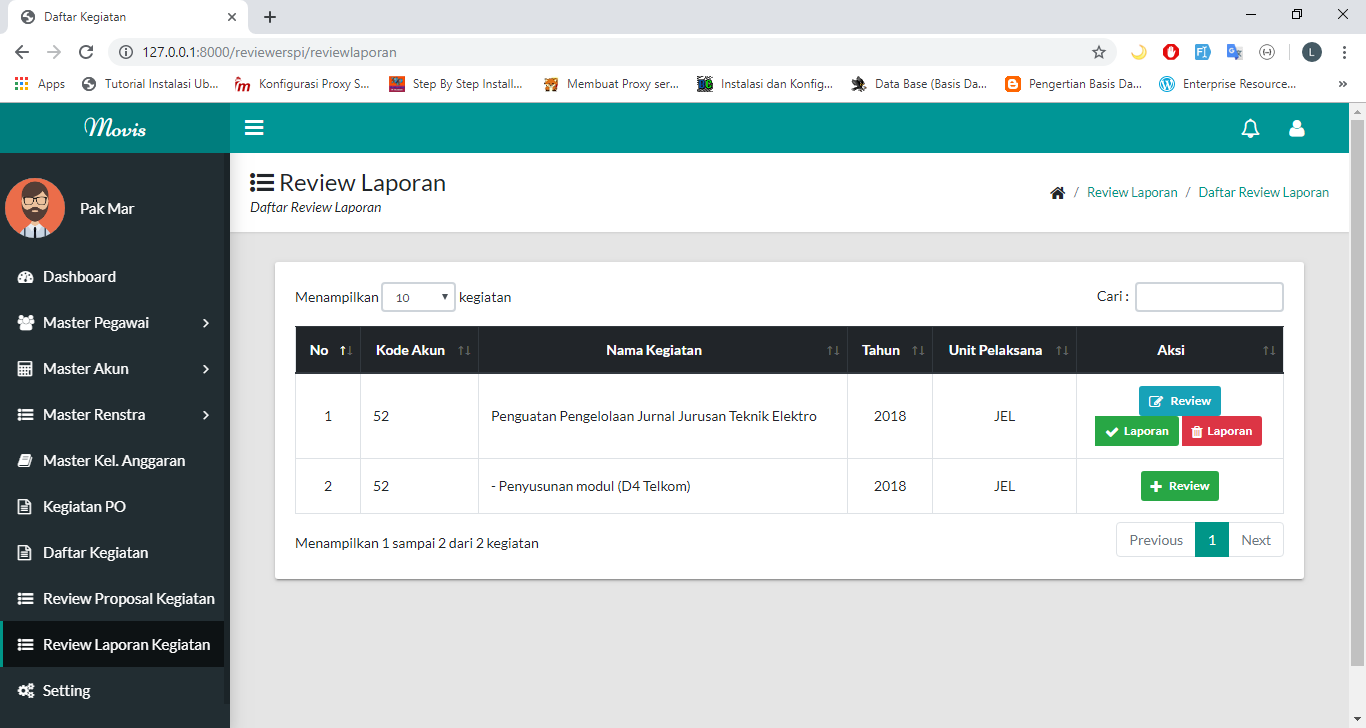 Daftar Kegiatan
127.0.0.1:8000/reviewerspi/reviewlaporan
L
Apps
Tutorial Instalasi Ub...
Konfigurasi Proxy S...
Step By Step Install...
Membuat Proxy ser...
Instalasi dan Konfig...
Data Base (Basis Da...
Pengertian Basis Da...
Enterprise Resource...
»
Movis
Pak Mar
Dashboard
Master Pegawai
Master Akun
Master Renstra
Master Kel. Anggaran
Kegiatan PO
Daftar Kegiatan
Review Proposal Kegiatan
Review Laporan Kegiatan
Setting
Review Laporan
Daftar Review Laporan
/ Review Laporan / Daftar Review Laporan
Menampilkan 10 kegiatan
Cari :
No Kode Akun Nama Kegiatan Tahun Unit Pelaksana Aksi
1 52 Penguatan Pengelolaan Jurnal Jurusan Teknik Elektro 2018 JEL
Review
Laporan Laporan
2 52 - Penyusunan modul (D4 Telkom) 2018 JEL Review
Menampilkan 1 sampai 2 dari 2 kegiatan
Previous 1 Next